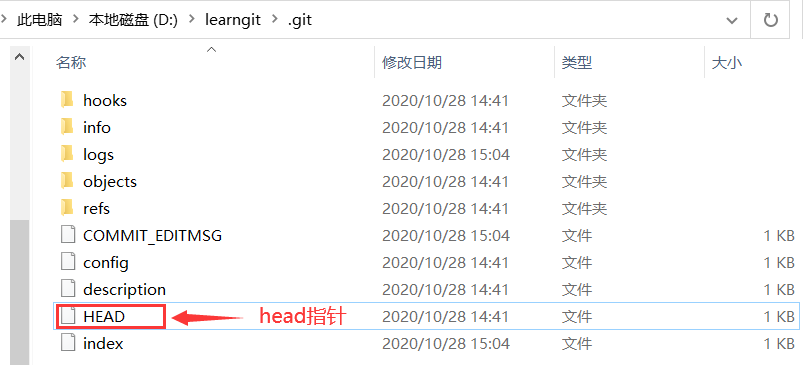 此电脑 > 本地磁盘 (D:) > learngit > .git
名称 修改日期 类型 大小
hooks 2020/10/28 14:41 文件夹
info 2020/10/28 14:41 文件夹
logs 2020/10/28 15:04 文件夹
objects 2020/10/28 14:41 文件夹
refs 2020/10/28 14:41 文件夹
COMMIT_EDITMSG 2020/10/28 15:04 文件 1 KB
config 2020/10/28 14:41 文件 1 KB
description 2020/10/28 14:41 文件 1 KB
HEAD head指针 2020/10/28 14:41 文件 1 KB
index 2020/10/28 15:04 文件 1 KB